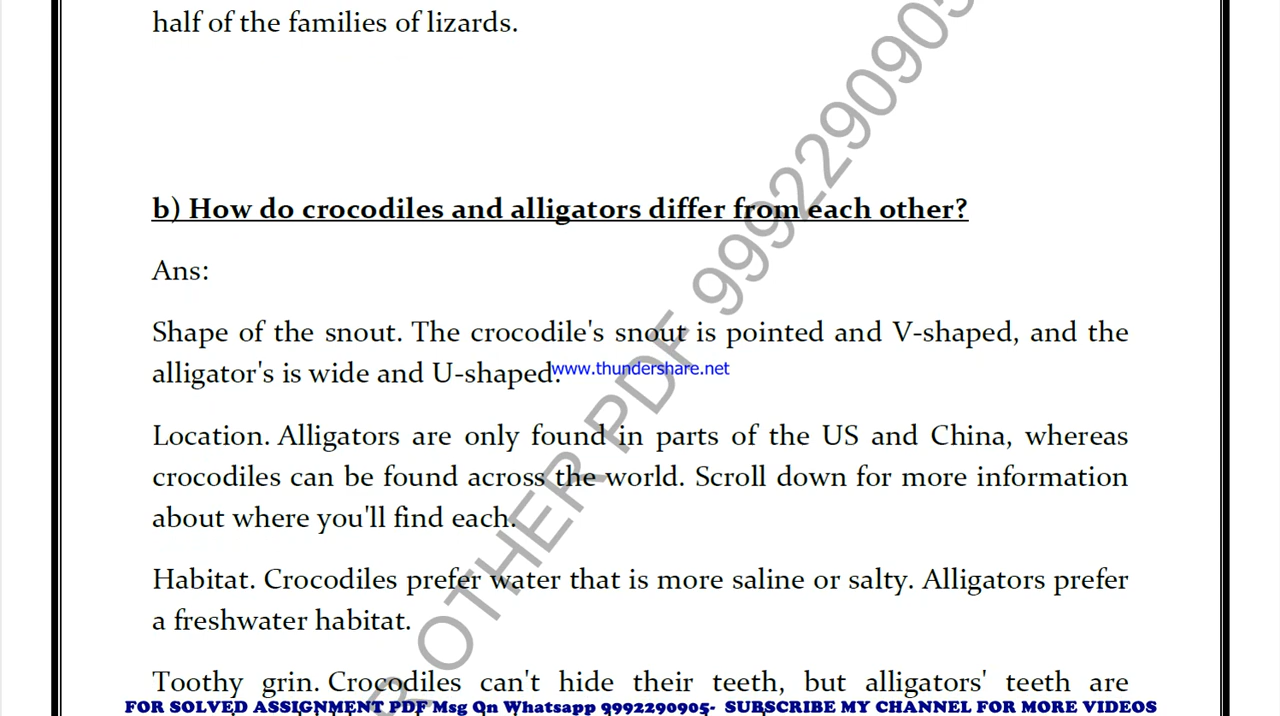 half of the families of lizards.
b) How do crocodiles and alligators differ from each other?
Ans:
Shape of the snout. The crocodile's snout is pointed and V-shaped, and the
alligator's is wide and U-shaped.
www.thundershare.net
Location. Alligators are only found in parts of the US and China, whereas
crocodiles can be found across the world. Scroll down for more information
about where you'll find each.
Habitat. Crocodiles prefer water that is more saline or salty. Alligators prefer
a freshwater habitat.
Toothy grin. Crocodiles can't hide their teeth, but alligators' teeth are
OTHER PDF 9992290905
FOR SOLVED ASSIGNMENT PDF Msg Qn Whatsapp 9992290905- SUBSCRIBE MY CHANNEL FOR MORE VIDEOS